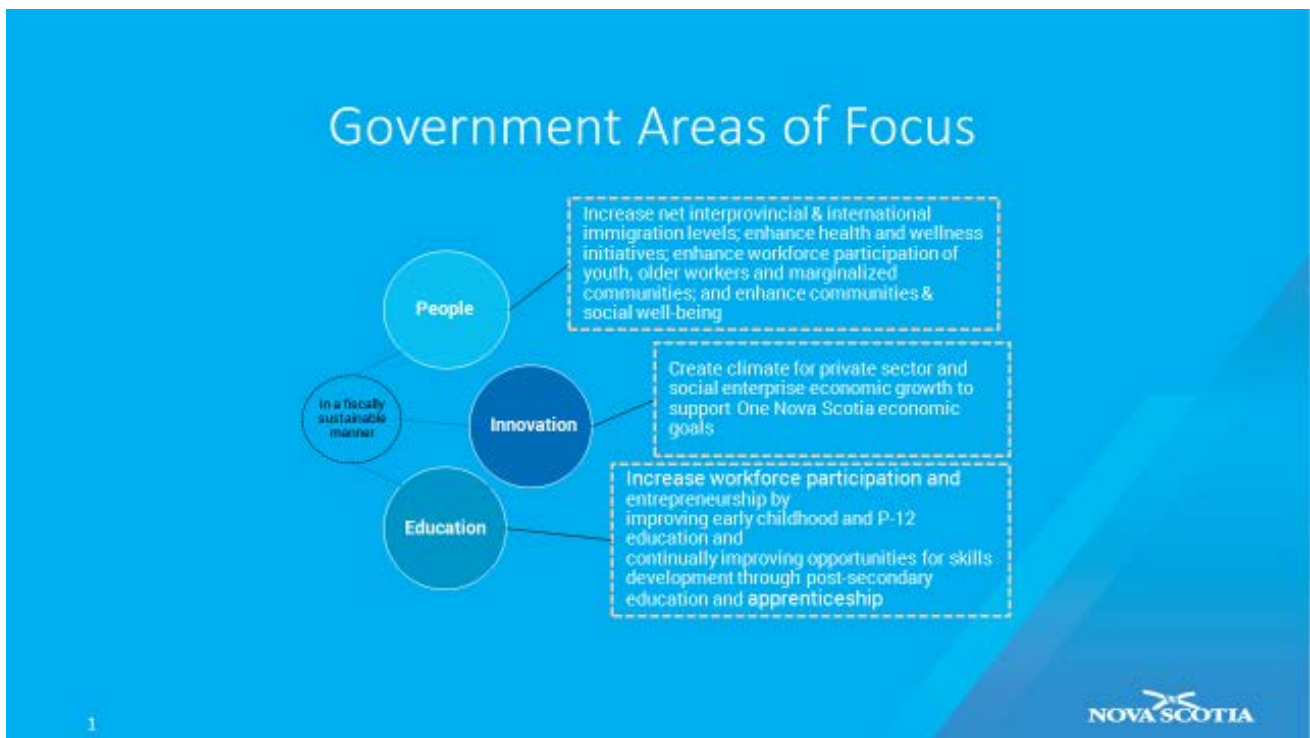 Government Areas of Focus
Increase net interprovincial & international
immigration levels; enhance health and wellness
initiatives; enhance workforce participation of
youth, older workers and marginalized
communities; and enhance communities &
social well-being
People
Create climate for private sector and
social enterprise economic growth to
support One Nova Scotia economic
goals
In a fiscally
sustainable
manner
Innovation
Increase workforce participation and
entrepreneurship by
improving early childhood and P-12
education and
continually improving opportunities for skills
development through post-secondary
education and apprenticeship
Education
1
NOVA SCOTIA